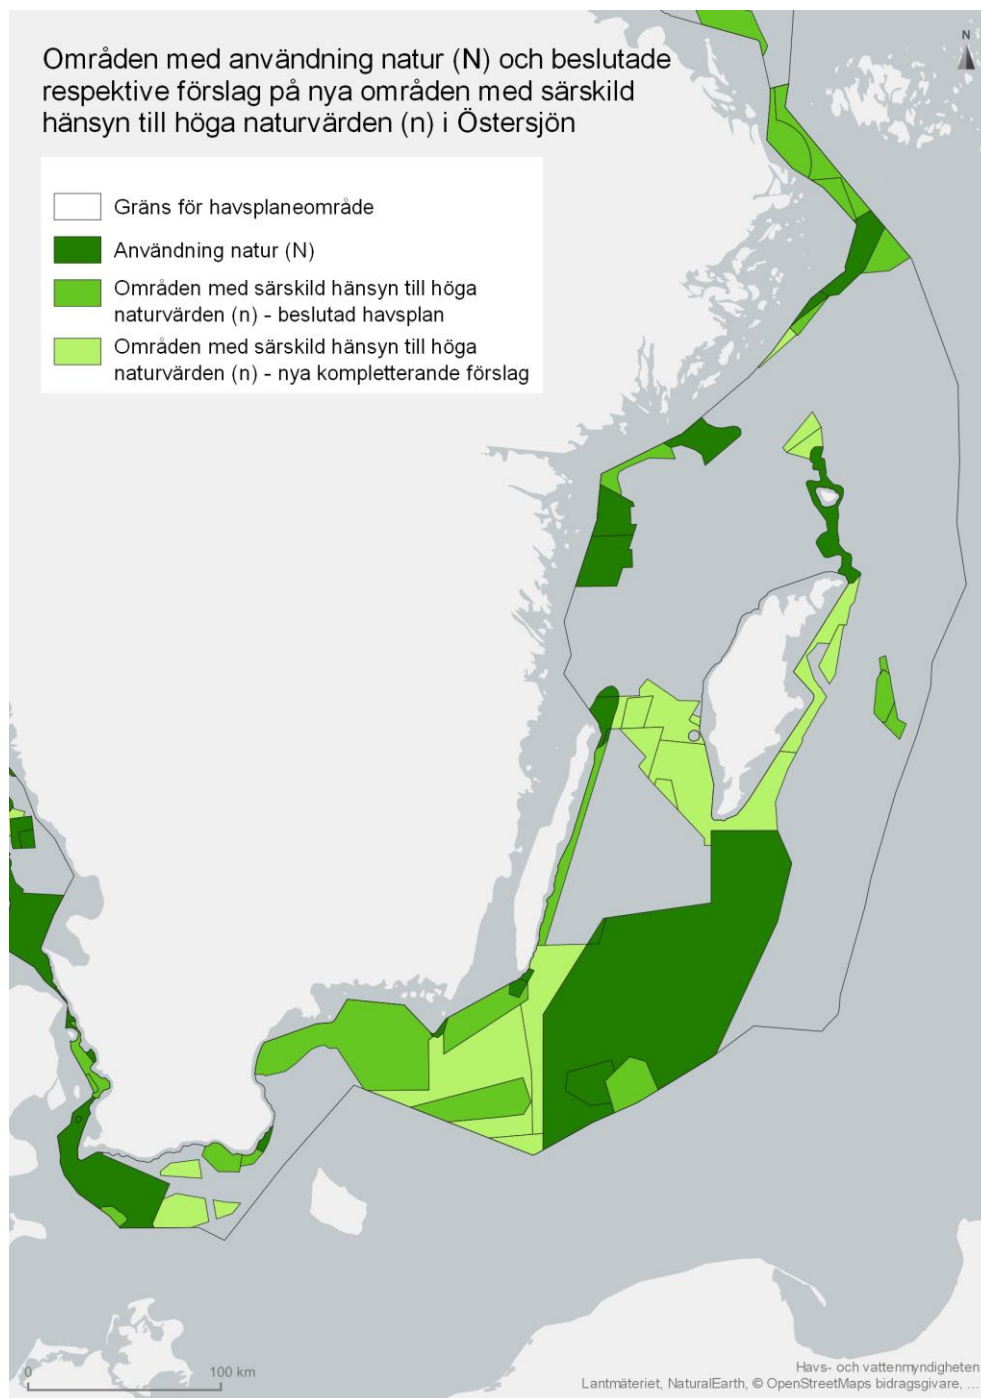 Områden med användning natur (N) och beslutade
respektive förslag på nya områden med särskild
hänsyn till höga naturvärden (n) i Östersjön
N
Gräns för havsplaneområde
Användning natur (N)
Områden med särskild hänsyn till höga
naturvärden (n) - beslutad havsplan
Områden med särskild hänsyn till höga
naturvärden (n) - nya kompletterande förslag
0 100 km
Havs- och vattenmyndigheten
Lantmäteriet, NaturalEarth, © OpenStreetMaps bidragsgivare, ...